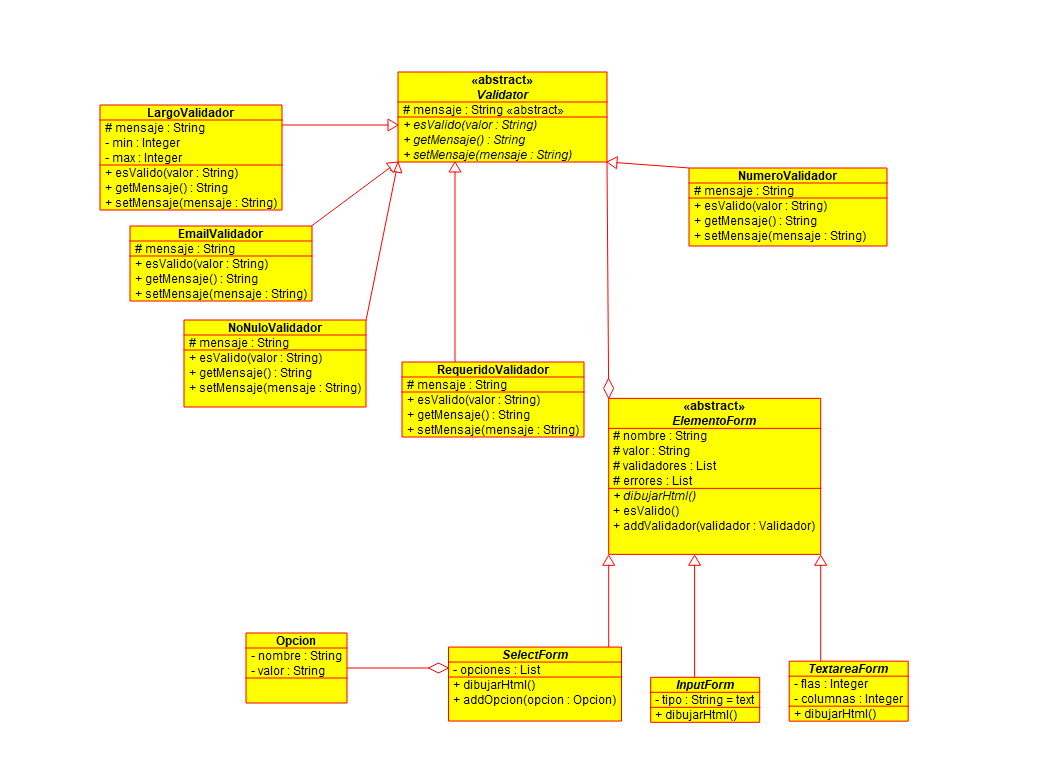 «abstract»
Validator
# mensaje : String «abstract»
+ esValido(valor : String)
+ getMensaje() : String
+ setMensaje(mensaje : String)
LargoValidador
# mensaje : String
- min : Integer
- max : Integer
+ esValido(valor : String)
+ getMensaje() : String
+ setMensaje(mensaje : String)
NumeroValidador
# mensaje : String
+ esValido(valor : String)
+ getMensaje() : String
+ setMensaje(mensaje : String)
EmailValidador
# mensaje : String
+ esValido(valor : String)
+ getMensaje() : String
+ setMensaje(mensaje : String)
NoNuloValidador
# mensaje : String
+ esValido(valor : String)
+ getMensaje() : String
+ setMensaje(mensaje : String)
RequeridoValidador
# mensaje : String
+ esValido(valor : String)
+ getMensaje() : String
+ setMensaje(mensaje : String)
«abstract»
ElementoForm
# nombre : String
# valor : String
# validadores : List
# errores : List
+ dibujarHtml()
+ esValido()
+ addValidador(validador : Validador)
Opcion
- nombre : String
- valor : String
SelectForm
- opciones : List
+ dibujarHtml()
+ addOpcion(opcion : Opcion)
InputForm
- tipo : String = text
+ dibujarHtml()
TextareaForm
- flas : Integer
- columnas : Integer
+ dibujarHtml()